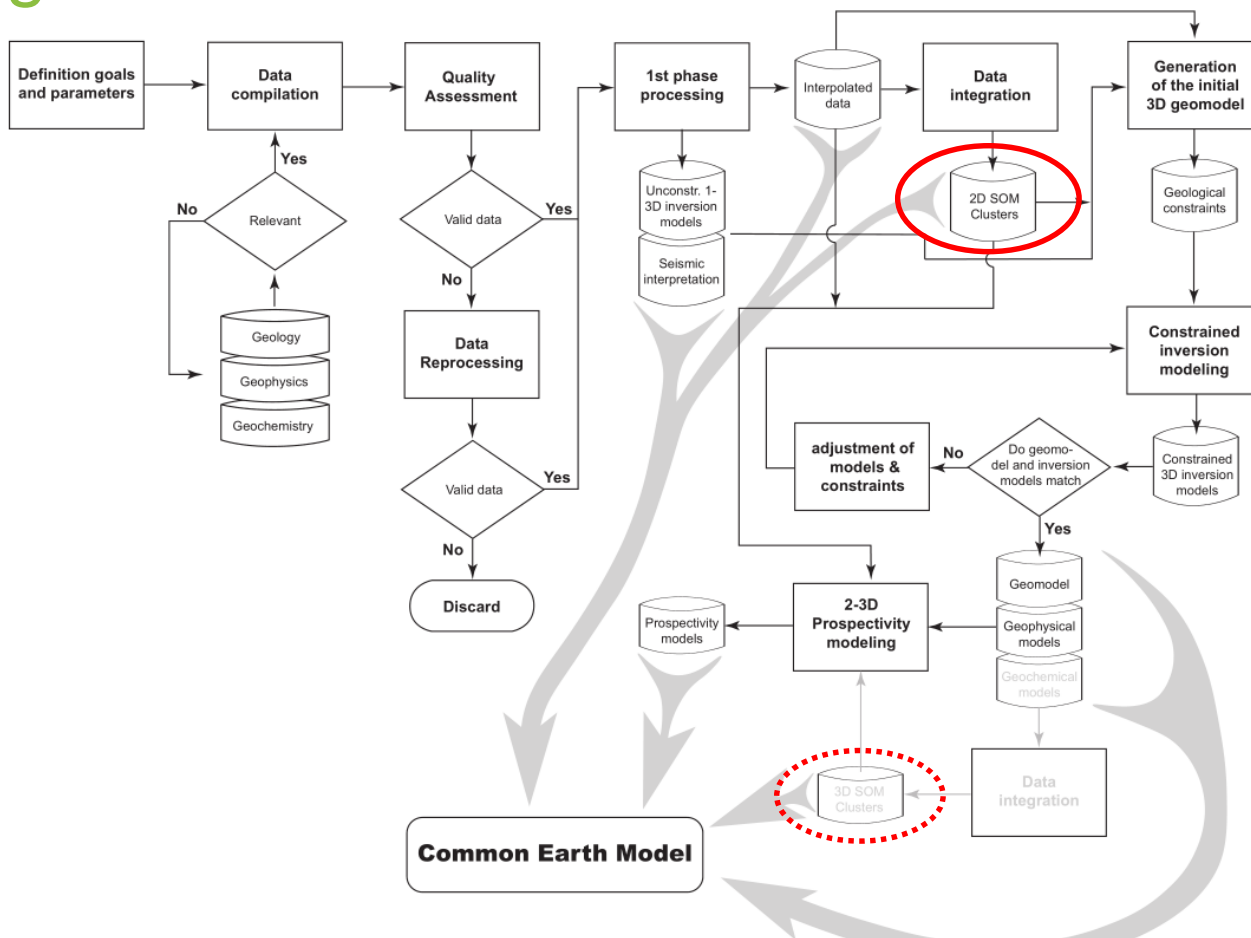 g
Definition goals
and parameters
Data
compilation
Quality
Assessment
1st phase
processing
Interpolated
data
Data
integration
Generation
of the initial
3D geomodel
Yes
No
Relevant
Valid data
Yes
No
Unconstr. 1-
3D inversion
models
Seismic
interpretation
2D SOM
Clusters
Geological
constraints
Geology
Geophysics
Geochemistry
Data
Reprocessing
Constrained
inversion
modeling
Valid data
Yes
No
Discard
adjustment of
models &
constraints
No
Do geomo-
del and inversion
models match
Yes
Constrained
3D inversion
models
Prospectivity
models
2-3D
Prospectivity
modeling
Geomodel
Geophysical
models
Geochemical
models
3D SOM
Clusters
Data
integration
Common Earth Model